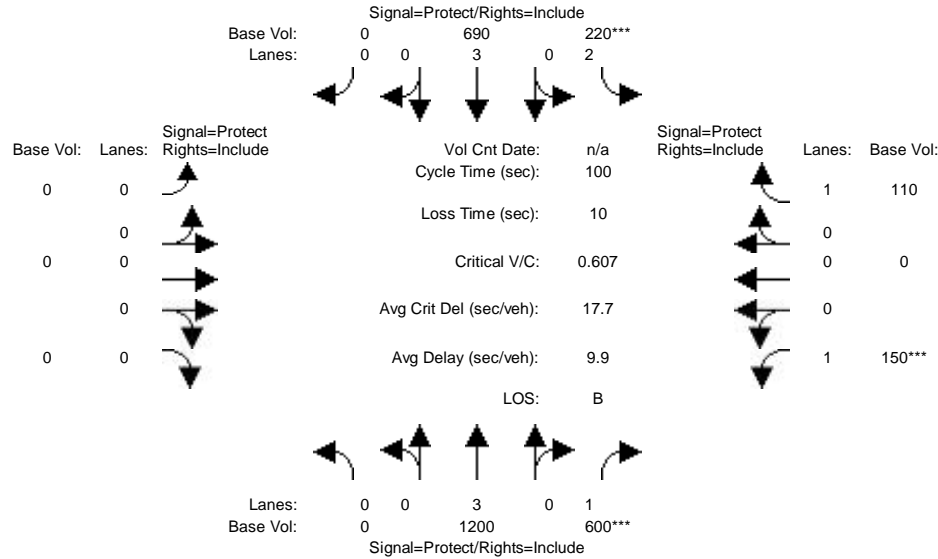 Signal=Protect/Rights=Include
Base Vol: 0 690 220***
Lanes: 0 0 3 0 2
Signal=Protect
Base Vol: Lanes: Rights=Include
Vol Cnt Date: n/a
Signal=Protect
Rights=Include Lanes: Base Vol:
Cycle Time (sec): 100
0 0 1 110
Loss Time (sec): 10
0 0
0 0 Critical V/C: 0.607 0 0
0 Avg Crit Del (sec/veh): 17.7 0
0 0 Avg Delay (sec/veh): 9.9 1 150***
LOS: B
Lanes: 0 0 3 0 1
Base Vol: 0 1200 600***
Signal=Protect/Rights=Include